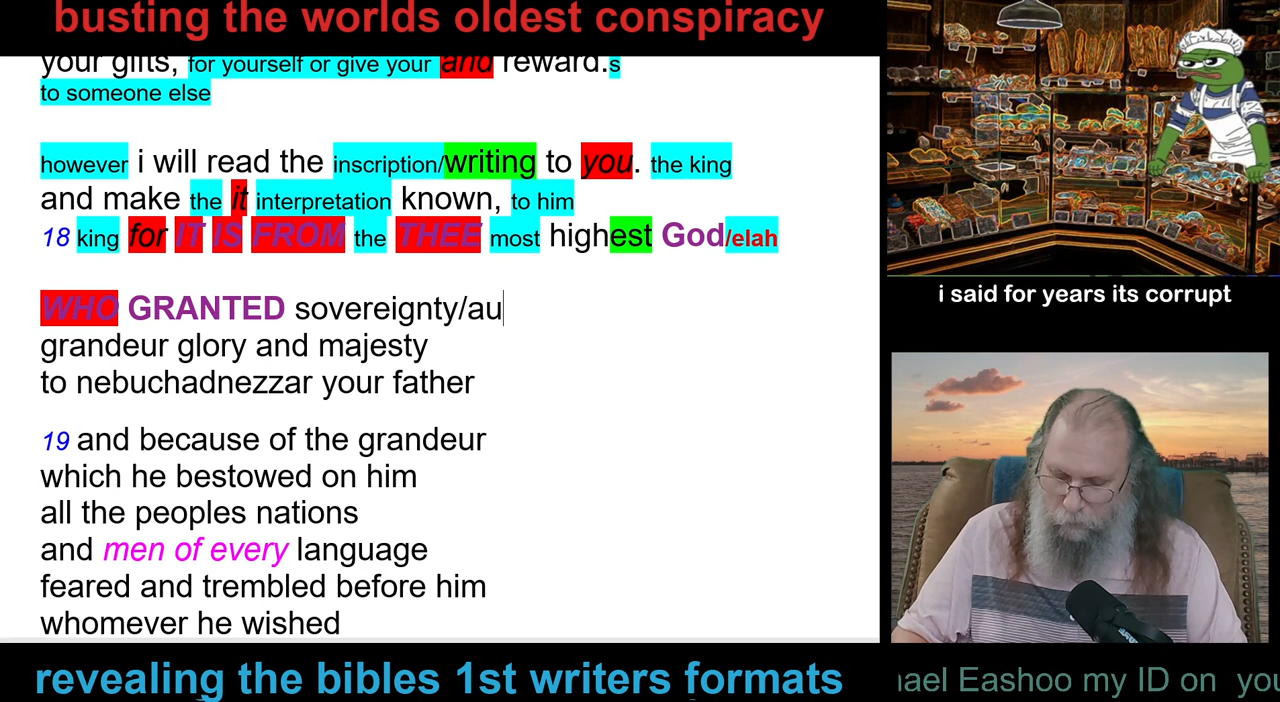 busting the worlds oldest conspiracy
your gifts, for yourself or give your and reward.s
to someone else
however i will read the inscription/writing to you. the king
and make the it interpretation known, to him
18 king for IT IS FROM the THEE most highest God/elah
WHO GRANTED sovereignty/au
grandeur glory and majesty
to nebuchadnezzar your father
19 and because of the grandeur
which he bestowed on him
all the peoples nations
and men of every language
feared and trembled before him
whomever he wished
i said for years its corrupt
revealing the bibles 1st writers formats
Eashoo my ID on